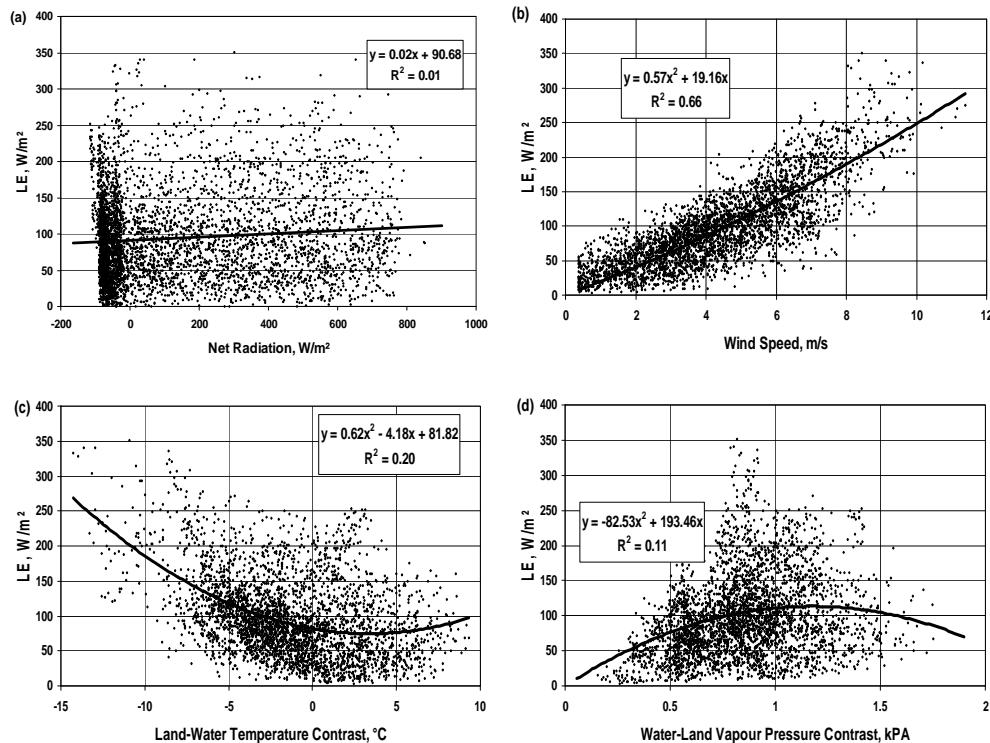 (a)
400
350
300
250
200
150
100
50
0
LE, W/m²
y = 0.02x + 90.68
R² = 0.01
-200 0 200 400 600 800 1000
Net Radiation, W/m²
(b)
400
350
300
250
200
150
100
50
0
LE, W/m²
y = 0.57x² + 19.16x
R² = 0.66
0 2 4 6 8 10 12
Wind Speed, m/s
(c)
400
350
300
250
200
150
100
50
0
LE, W/m²
y = 0.62x² - 4.18x + 81.82
R² = 0.20
-15 -10 -5 0 5 10
Land-Water Temperature Contrast, °C
(d)
400
350
300
250
200
150
100
50
0
LE, W/m²
y = -82.53x² + 193.46x
R² = 0.11
0 0.5 1 1.5 2
Water-Land Vapour Pressure Contrast, kPA